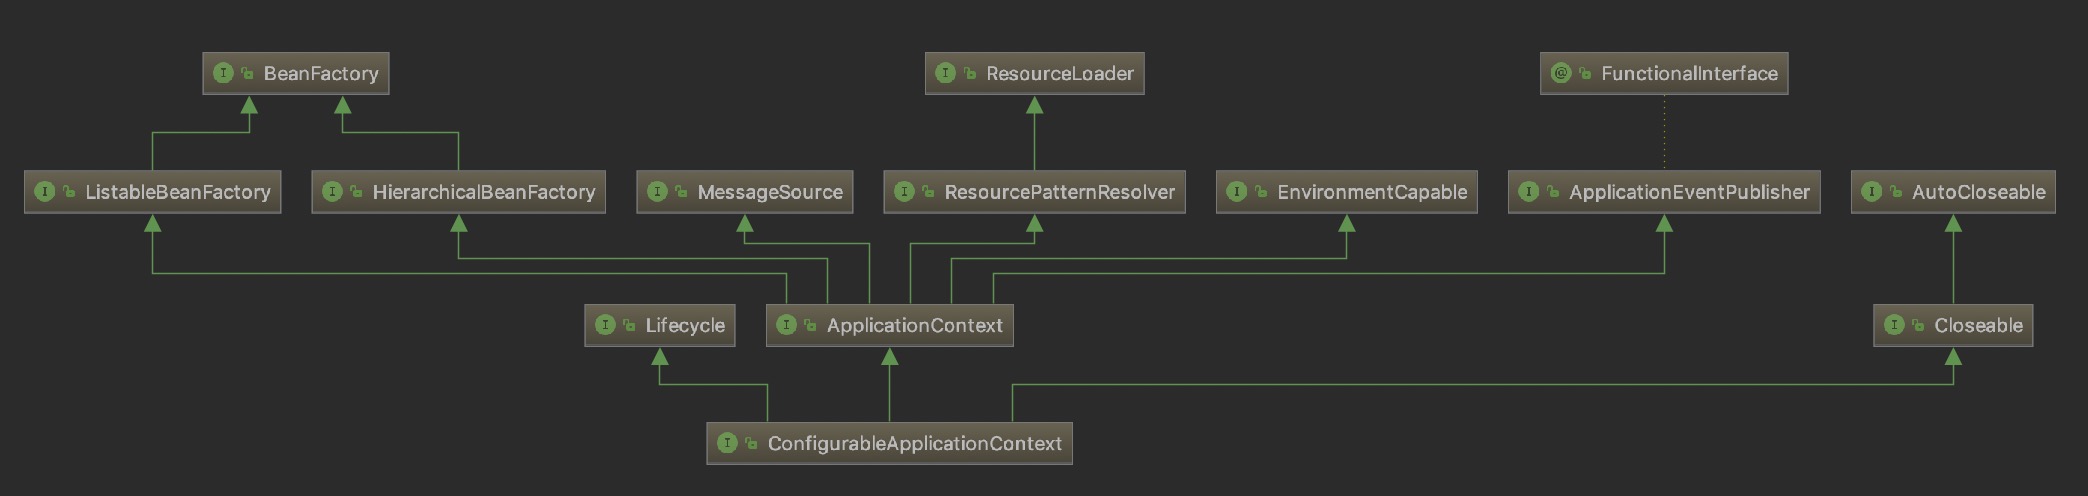 I BeanFactory
I ResourceLoader
@ FunctionalInterface
I ListableBeanFactory
I HierarchicalBeanFactory
I MessageSource
I ResourcePatternResolver
I EnvironmentCapable
I ApplicationEventPublisher
I AutoCloseable
I Lifecycle
I ApplicationContext
I Closeable
I ConfigurableApplicationContext